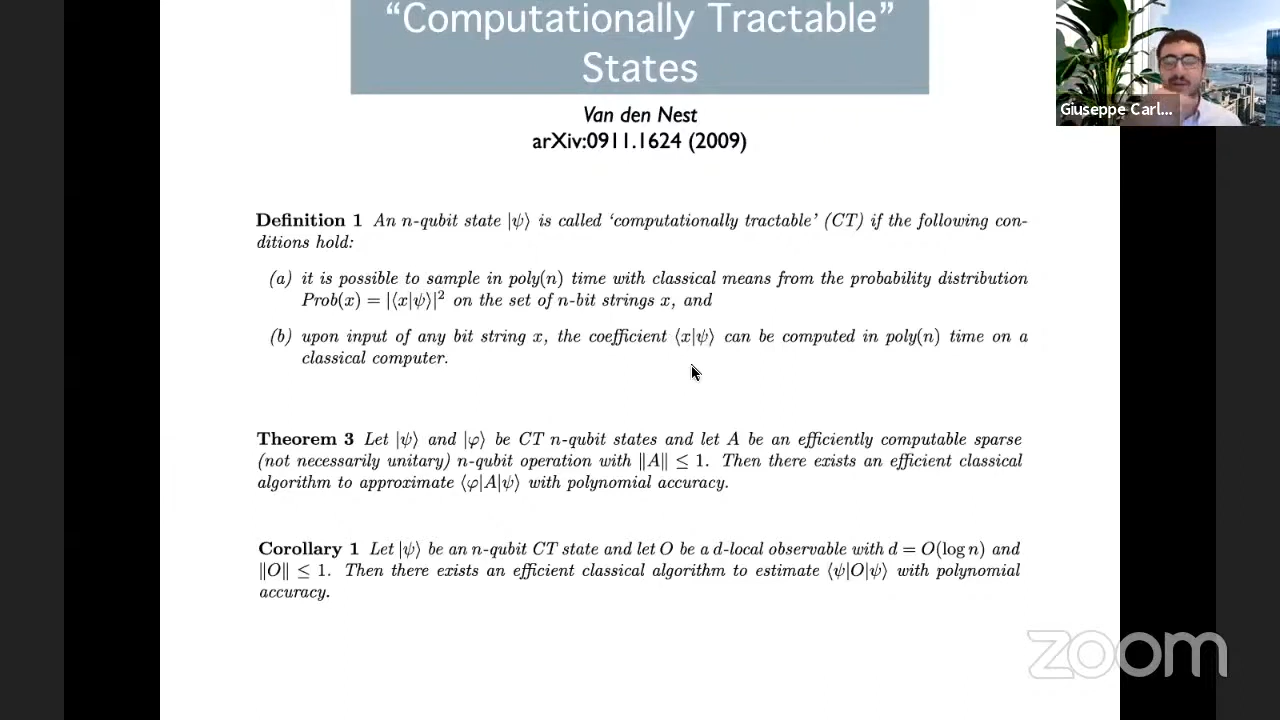 “Computationally Tractable”
States
Giuseppe Carl...
Van den Nest
arXiv:0911.1624 (2009)
Definition 1 An n-qubit state |ψ⟩ is called ‘computationally tractable’ (CT) if the following con-
ditions hold:
(a) it is possible to sample in poly(n) time with classical means from the probability distribution
Prob(x) = |⟨x|ψ⟩|² on the set of n-bit strings x, and
(b) upon input of any bit string x, the coefficient ⟨x|ψ⟩ can be computed in poly(n) time on a
classical computer.
Theorem 3 Let |ψ⟩ and |φ⟩ be CT n-qubit states and let A be an efficiently computable sparse
(not necessarily unitary) n-qubit operation with ‖A‖ ≤ 1. Then there exists an efficient classical
algorithm to approximate ⟨φ|A|ψ⟩ with polynomial accuracy.
Corollary 1 Let |ψ⟩ be an n-qubit CT state and let O be a d-local observable with d = O(log n) and
‖O‖ ≤ 1. Then there exists an efficient classical algorithm to estimate ⟨ψ|O|ψ⟩ with polynomial
accuracy.
zoom